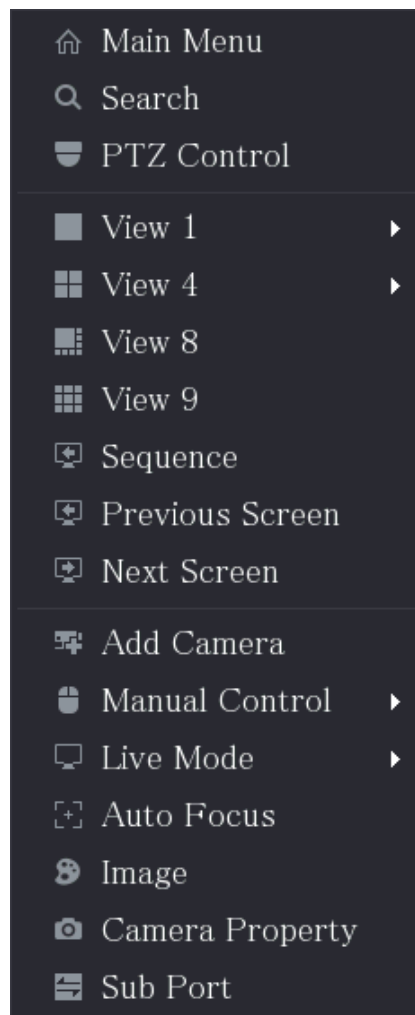 Main Menu
Search
PTZ Control
View 1
View 4
View 8
View 9
Sequence
Previous Screen
Next Screen
Add Camera
Manual Control
Live Mode
Auto Focus
Image
Camera Property
Sub Port